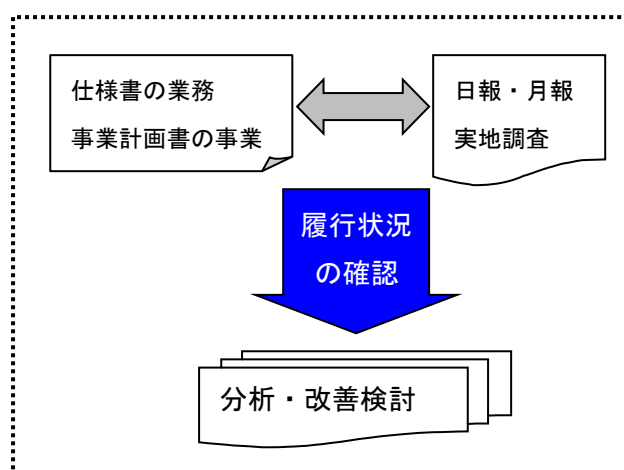 仕様書の業務
事業計画書の事業
日報・月報
実地調査
履行状況
の確認
分析・改善検討